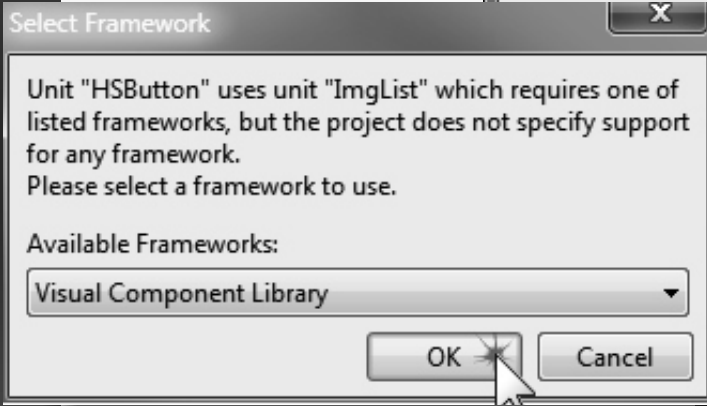 Select Framework
Unit "HSButton" uses unit "ImgList" which requires one of
listed frameworks, but the project does not specify support
for any framework.
Please select a framework to use.
Available Frameworks:
Visual Component Library
OK
Cancel